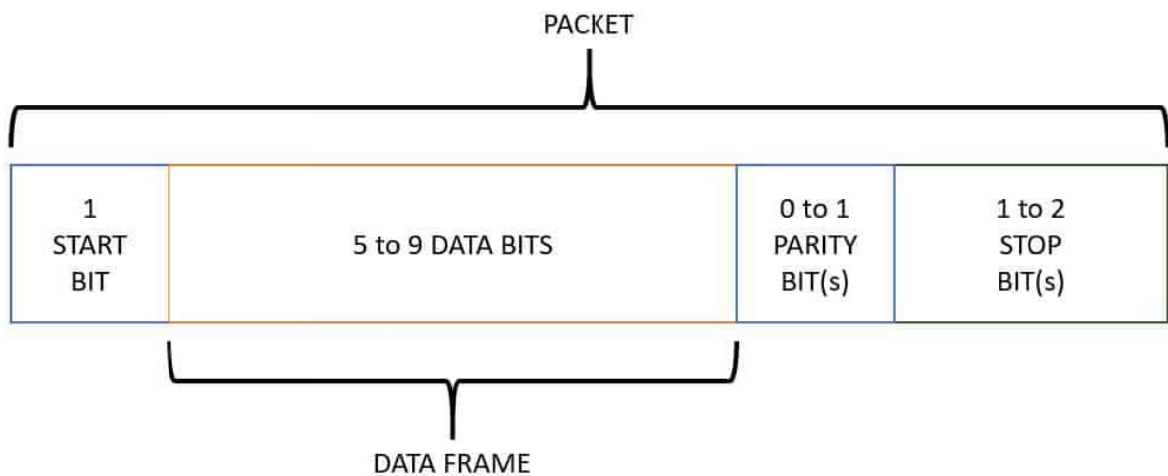 PACKET
1
START
BIT
5 to 9 DATA BITS
0 to 1
PARITY
BIT(s)
1 to 2
STOP
BIT(s)
DATA FRAME